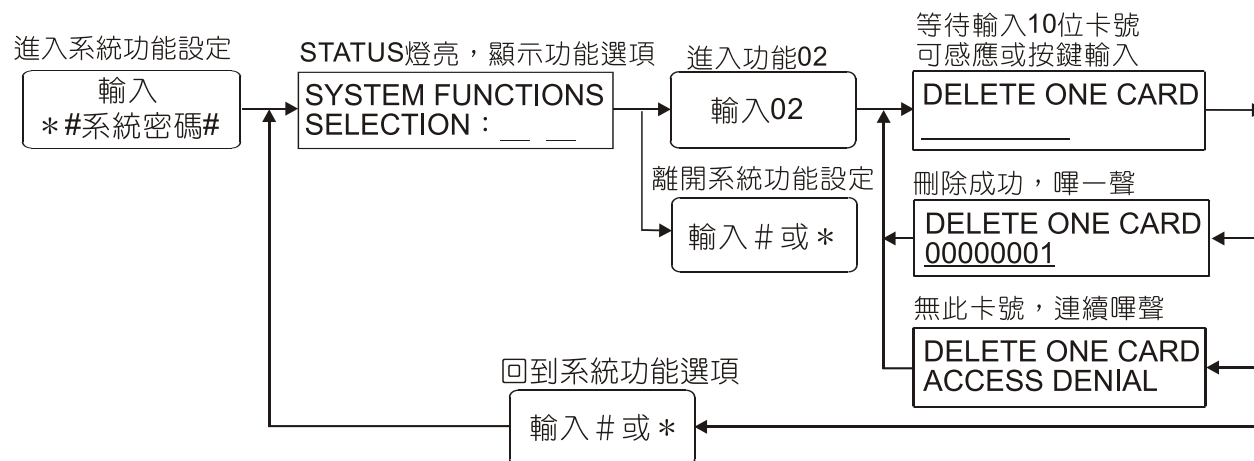 進入系統功能設定
輸入
＊#系統密碼#
STATUS燈亮，顯示功能選項
SYSTEM FUNCTIONS
SELECTION：__ __
進入功能02
輸入02
離開系統功能設定
輸入＃或＊
等待輸入10位卡號
可感應或按鍵輸入
DELETE ONE CARD
刪除成功，嗶一聲
DELETE ONE CARD
00000001
無此卡號，連續嗶聲
DELETE ONE CARD
ACCESS DENIAL
回到系統功能選項
輸入＃或＊